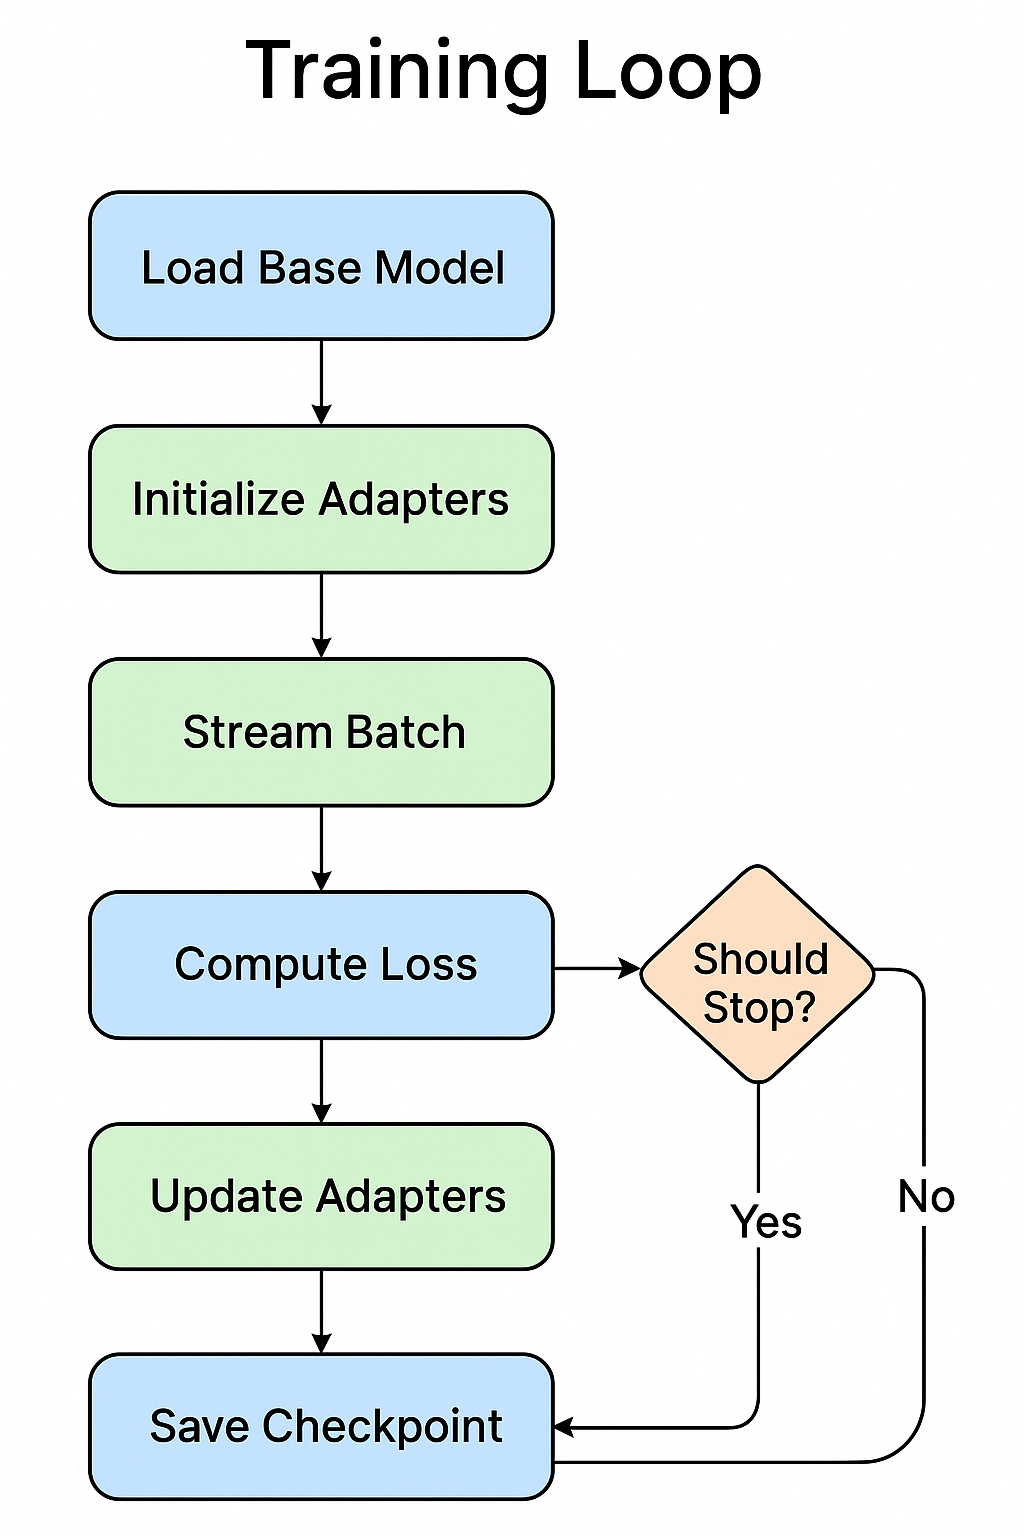 Training Loop
Load Base Model
Initialize Adapters
Stream Batch
Compute Loss
Should
Stop?
Update Adapters
Yes
No
Save Checkpoint